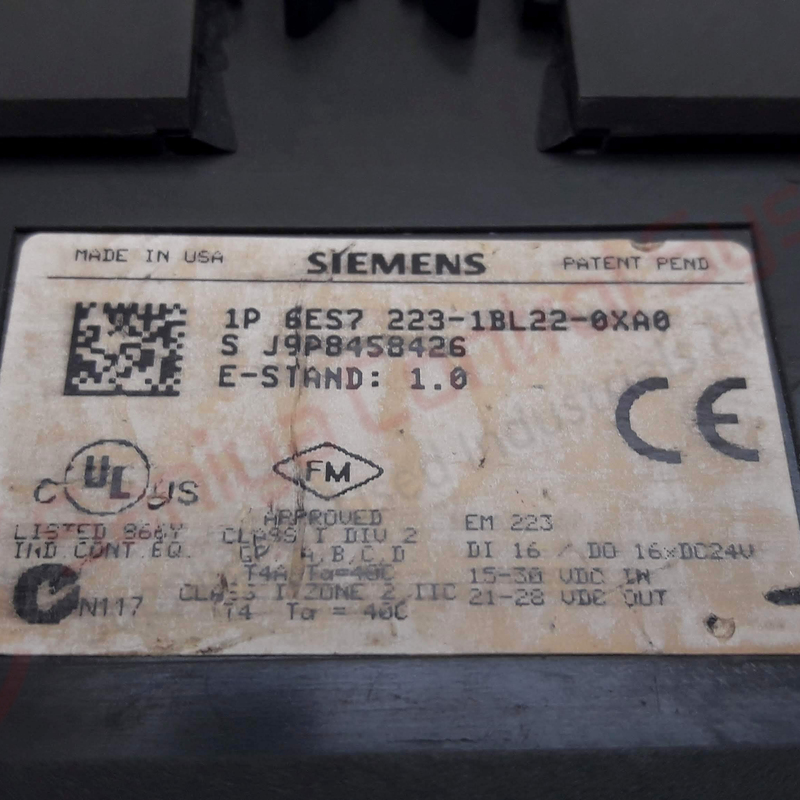 MADE IN USA SIEMENS PATENT PEND
1P 6ES7 223-1BL22-0XA0
S J9P8458426
E-STAND: 1.0
CE
C UL US
FM
APPROVED
CLASS I DIV 2
GP. A,B,C,D
T4A Ta=40C
CLASS I ZONE 2 IIC
T4 Ta = 40C
LISTED 866Y
IND.CONT.EQ.
N117
EM 223
DI 16 / DO 16xDC24V
15-30 VDC IN
21-28 VDC OUT